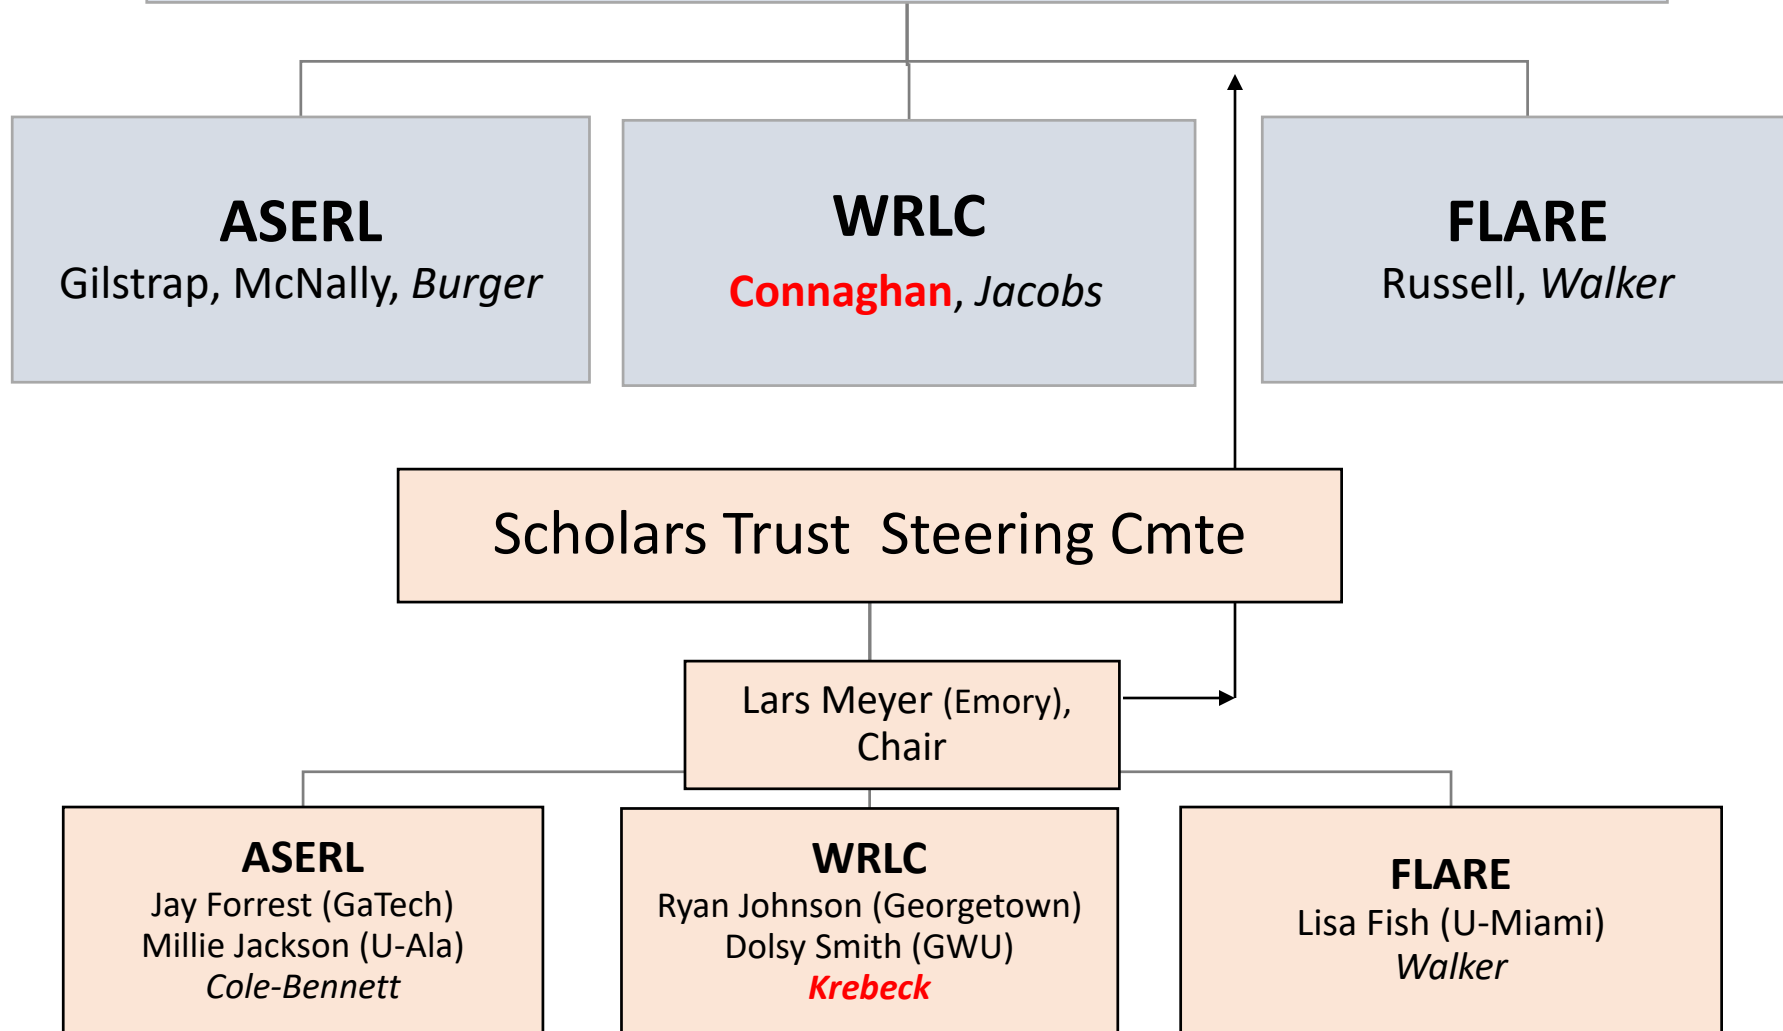 ASERL
Gilstrap, McNally, Burger
WRLC
Connaghan, Jacobs
FLARE
Russell, Walker
Scholars Trust  Steering Cmte
Lars Meyer (Emory),
Chair
ASERL
Jay Forrest (GaTech)
Millie Jackson (U-Ala)
Cole-Bennett
WRLC
Ryan Johnson (Georgetown)
Dolsy Smith (GWU)
Krebeck
FLARE
Lisa Fish (U-Miami)
Walker